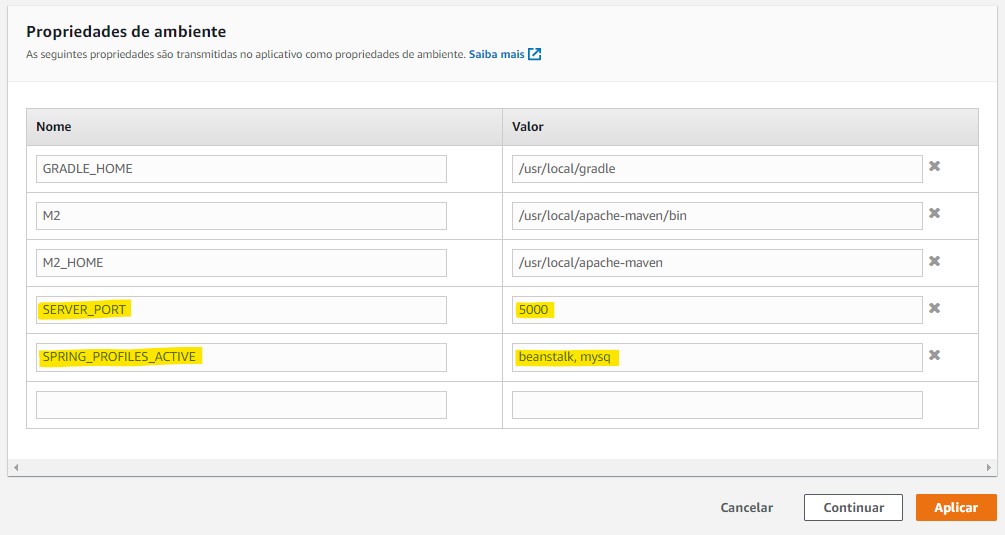 Propriedades de ambiente
As seguintes propriedades são transmitidas no aplicativo como propriedades de ambiente. Saiba mais
Nome Valor
GRADLE_HOME /usr/local/gradle
M2 /usr/local/apache-maven/bin
M2_HOME /usr/local/apache-maven
SERVER_PORT 5000
SPRING_PROFILES_ACTIVE beanstalk, mysq
Cancelar Continuar Aplicar